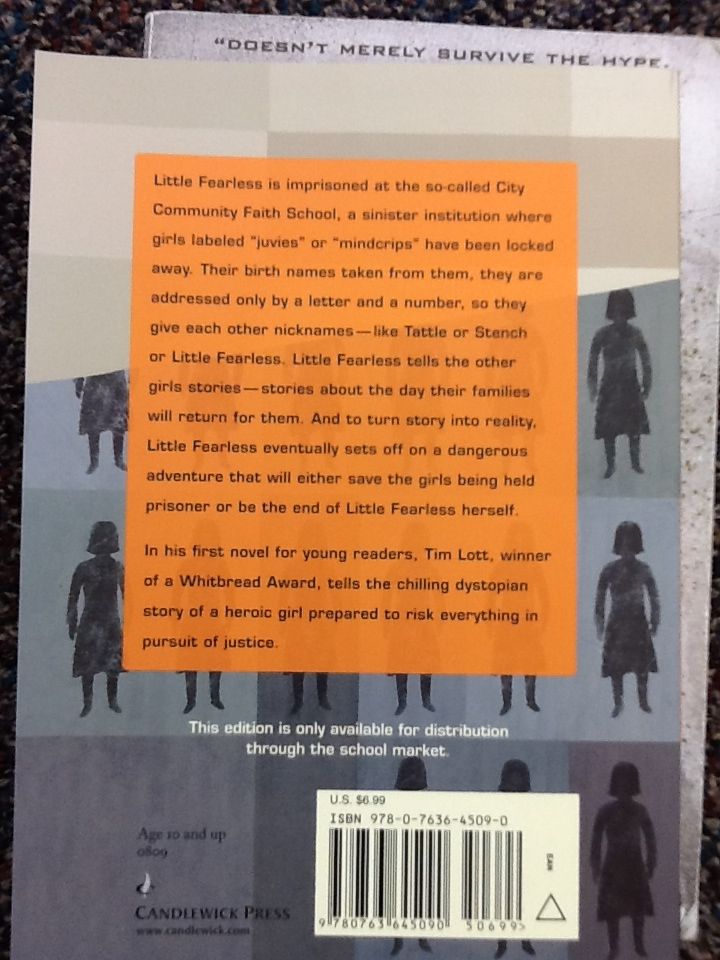 "DOESN'T MERELY SURVIVE THE HYPE,
Little Fearless is imprisoned at the so-called City
Community Faith School, a sinister institution where
girls labeled "juvies" or "mindcrips" have been locked
away. Their birth names taken from them, they are
addressed only by a letter and a number, so they
give each other nicknames—like Tattle or Stench
or Little Fearless. Little Fearless tells the other
girls stories—stories about the day their families
will return for them. And to turn story into reality,
Little Fearless eventually sets off on a dangerous
adventure that will either save the girls being held
prisoner or be the end of Little Fearless herself.
In his first novel for young readers, Tim Lott, winner
of a Whitbread Award, tells the chilling dystopian
story of a heroic girl prepared to risk everything in
pursuit of justice.
This edition is only available for distribution
through the school market.
Age 10 and up
0809
CANDLEWICK PRESS
www.candlewick.com
U.S. $6.99
ISBN 978-0-7636-4509-0
EAN
9 780763 645090
50699>